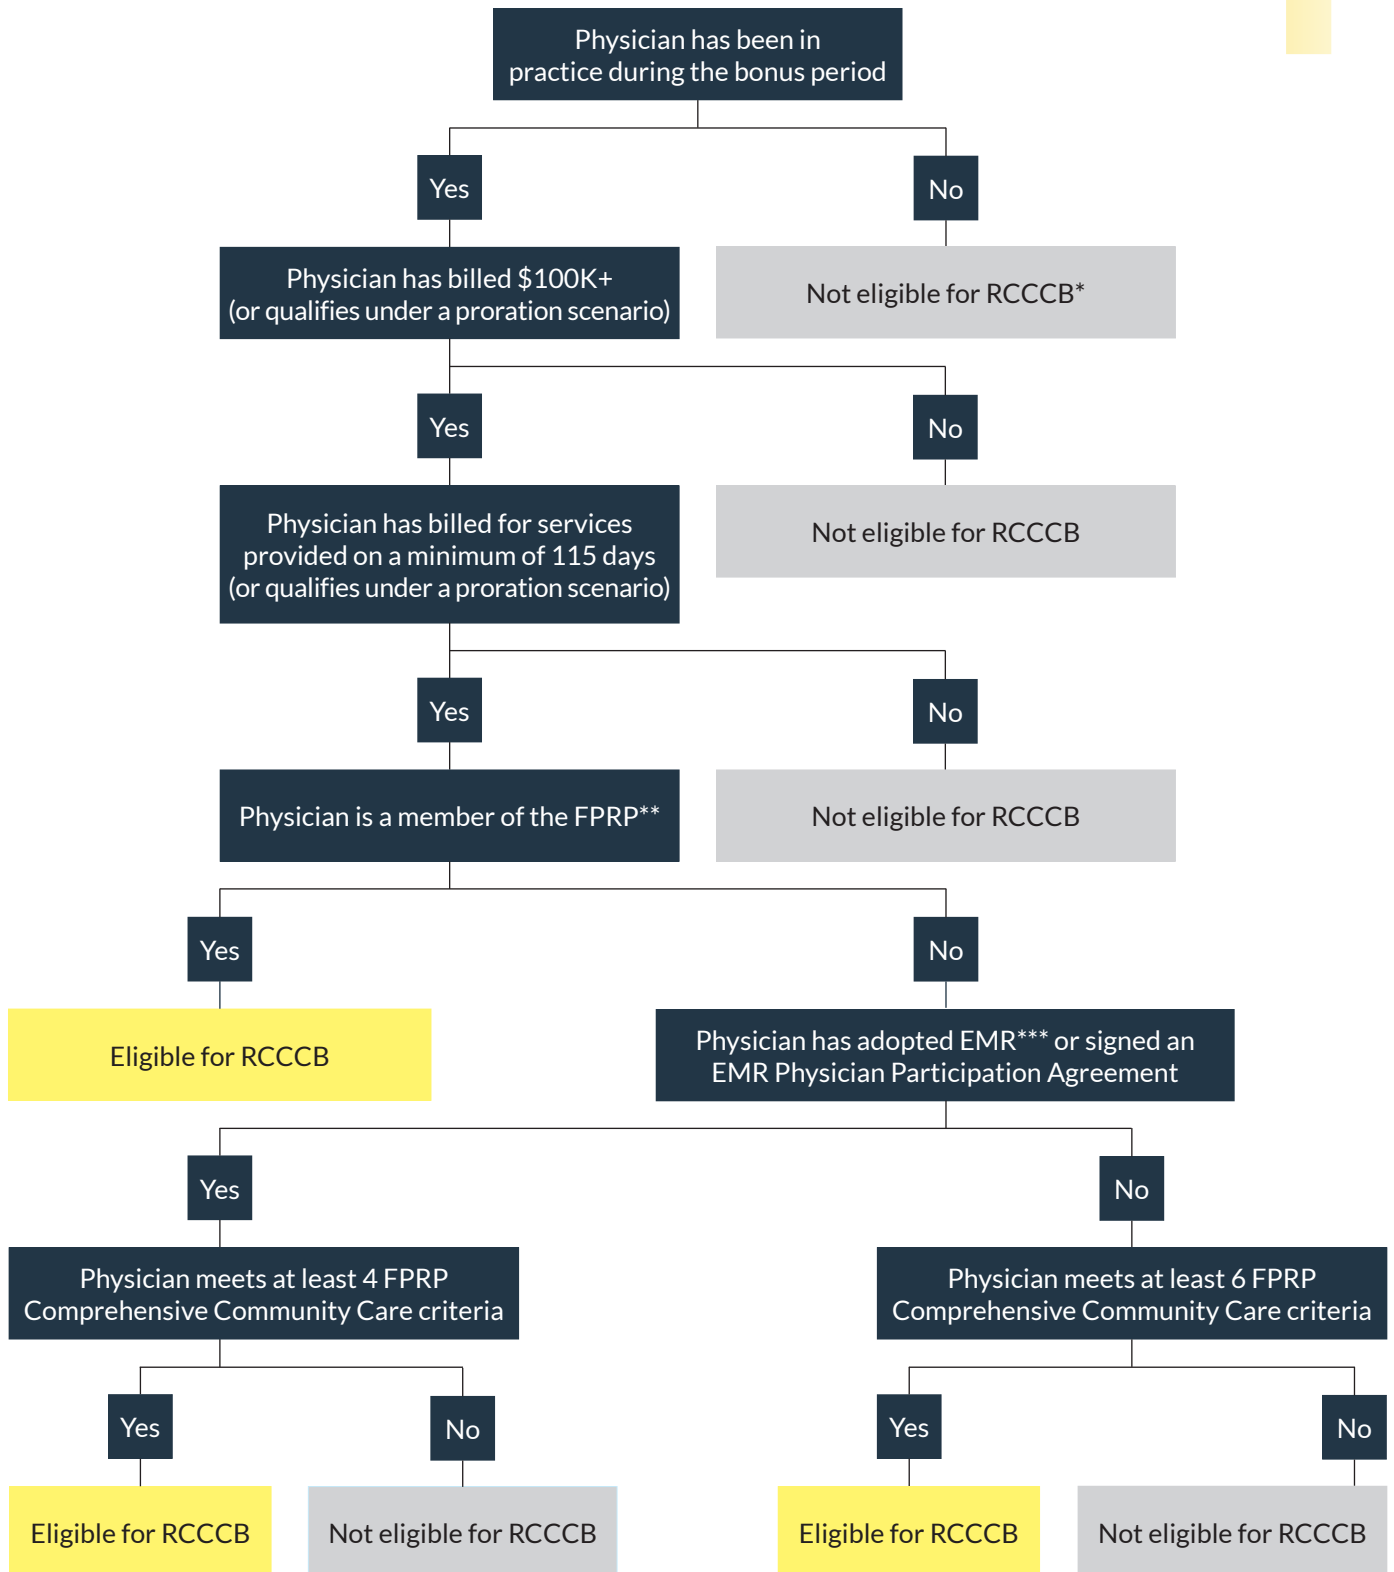 Physician has been in
practice during the bonus period
Yes
No
Physician has billed $100K+
(or qualifies under a proration scenario)
Not eligible for RCCCB*
Yes
No
Physician has billed for services
provided on a minimum of 115 days
(or qualifies under a proration scenario)
Not eligible for RCCCB
Yes
No
Physician is a member of the FPRP**
Not eligible for RCCCB
Yes
No
Eligible for RCCCB
Physician has adopted EMR*** or signed an
EMR Physician Participation Agreement
Yes
No
Physician meets at least 4 FPRP
Comprehensive Community Care criteria
Physician meets at least 6 FPRP
Comprehensive Community Care criteria
Yes
No
Yes
No
Eligible for RCCCB
Not eligible for RCCCB
Eligible for RCCCB
Not eligible for RCCCB